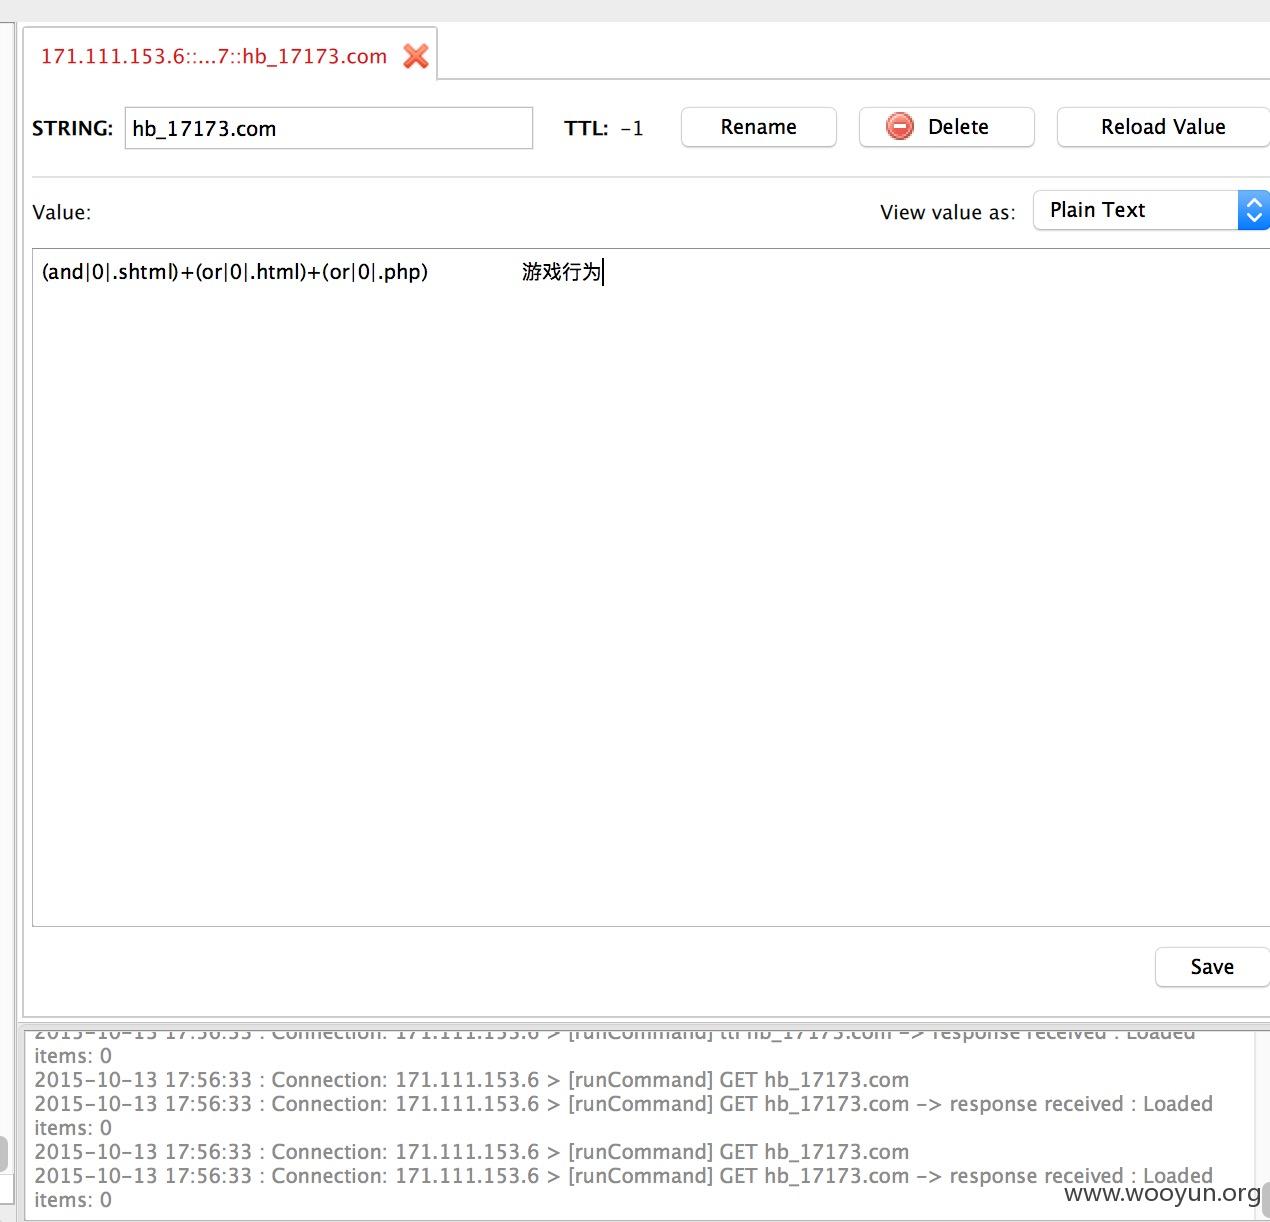 171.111.153.6::...7::hb_17173.com
STRING: hb_17173.com TTL: -1 Rename Delete Reload Value
Value: View value as: Plain Text
(and|0|.shtml)+(or|0|.html)+(or|0|.php) 游戏行为
Save
2015-10-13 17:56:33 : Connection: 171.111.153.6 > [runCommand] ttl hb_17173.com -> response received : Loaded
items: 0
2015-10-13 17:56:33 : Connection: 171.111.153.6 > [runCommand] GET hb_17173.com
2015-10-13 17:56:33 : Connection: 171.111.153.6 > [runCommand] GET hb_17173.com -> response received : Loaded
items: 0
2015-10-13 17:56:33 : Connection: 171.111.153.6 > [runCommand] GET hb_17173.com
2015-10-13 17:56:33 : Connection: 171.111.153.6 > [runCommand] GET hb_17173.com -> response received : Loaded
items: 0
www.wooyun.org